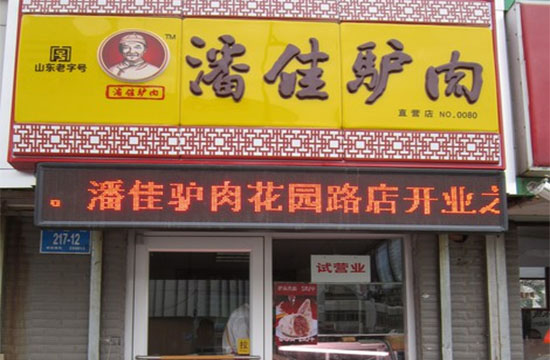 山东老字号
TM
潘佳驴肉
潘佳驴肉
直营店 NO.0080
。潘佳驴肉花园路店开业之
217-12
试营业